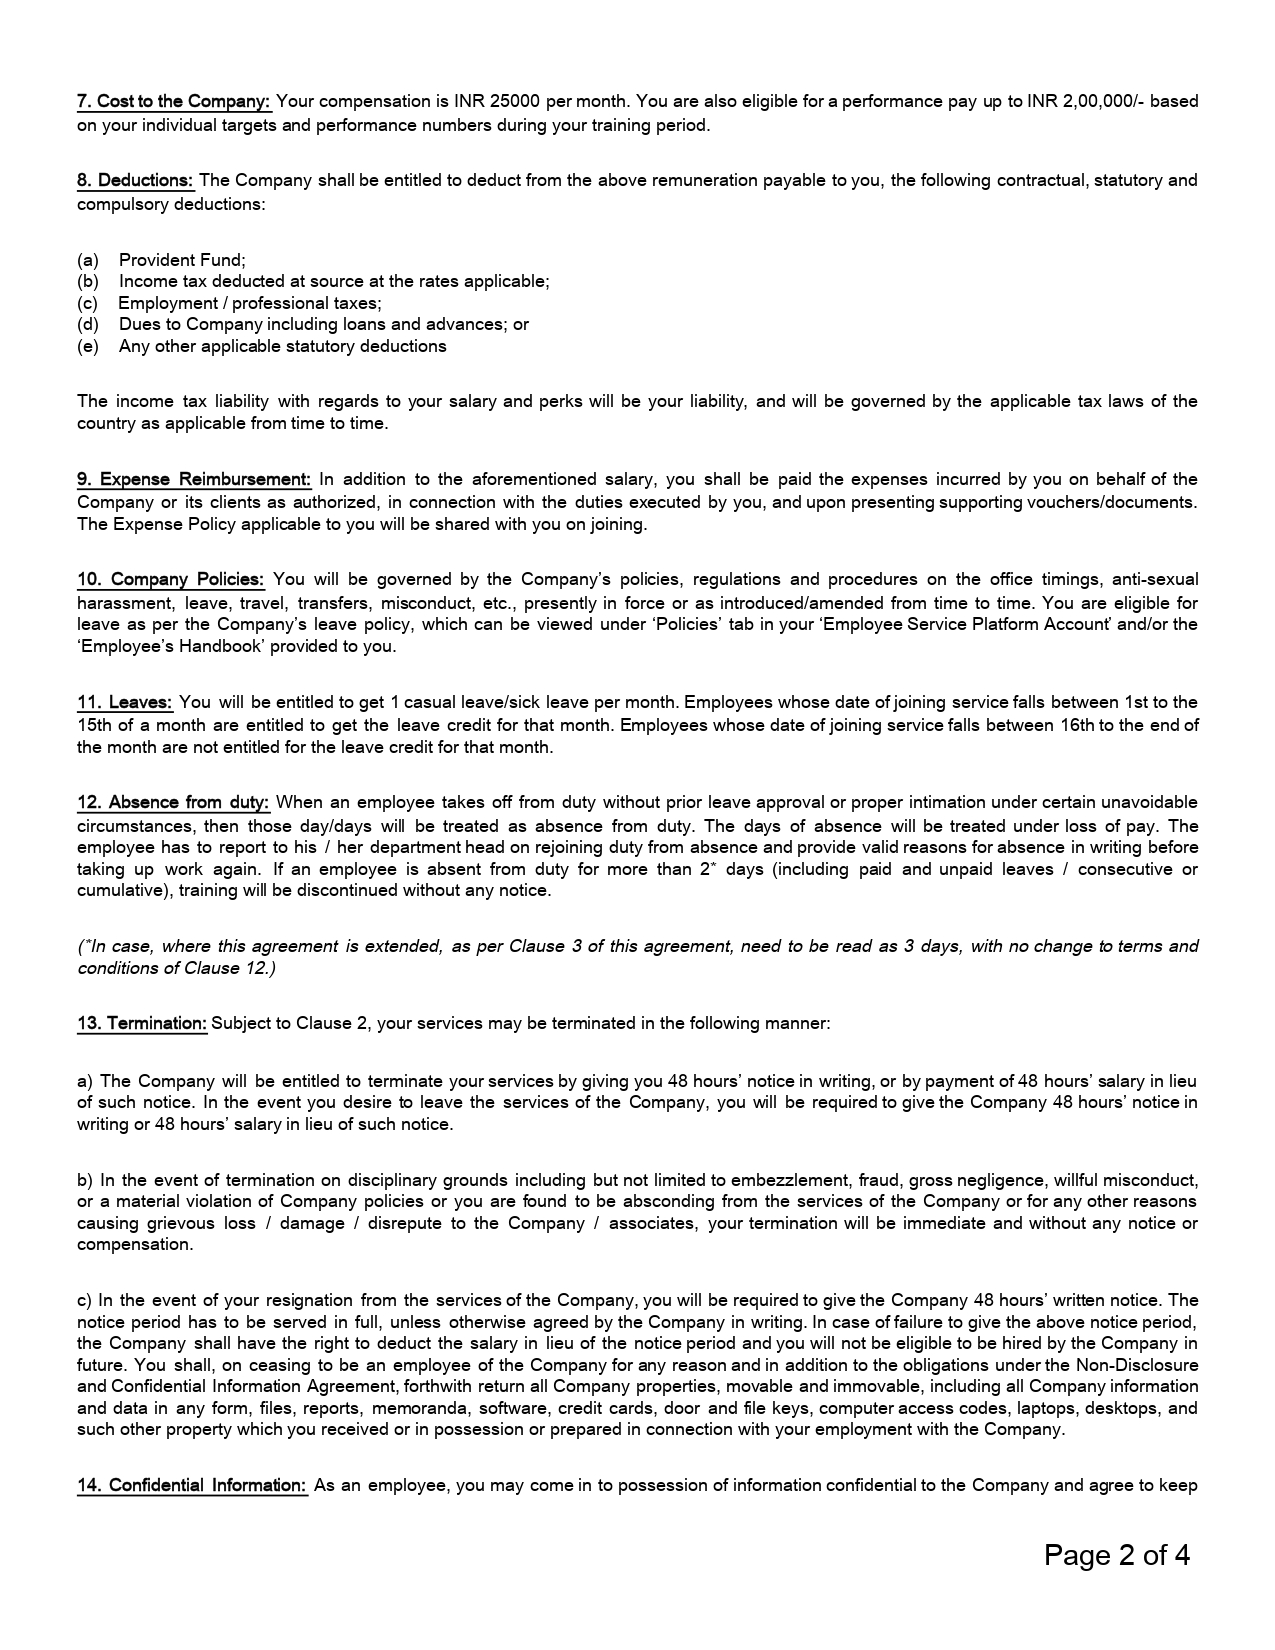 7. Cost to the Company: Your compensation is INR 25000 per month. You are also eligible for a performance pay up to INR 2,00,000/- based
on your individual targets and performance numbers during your training period.
8. Deductions: The Company shall be entitled to deduct from the above remuneration payable to you, the following contractual, statutory and
compulsory deductions:
(a) Provident Fund;
(b) Income tax deducted at source at the rates applicable;
(c) Employment / professional taxes;
(d) Dues to Company including loans and advances; or
(e) Any other applicable statutory deductions
The income tax liability with regards to your salary and perks will be your liability, and will be governed by the applicable tax laws of the
country as applicable from time to time.
9. Expense Reimbursement: In addition to the aforementioned salary, you shall be paid the expenses incurred by you on behalf of the
Company or its clients as authorized, in connection with the duties executed by you, and upon presenting supporting vouchers/documents.
The Expense Policy applicable to you will be shared with you on joining.
10. Company Policies: You will be governed by the Company’s policies, regulations and procedures on the office timings, anti-sexual
harassment, leave, travel, transfers, misconduct, etc., presently in force or as introduced/amended from time to time. You are eligible for
leave as per the Company’s leave policy, which can be viewed under ‘Policies’ tab in your ‘Employee Service Platform Account’ and/or the
‘Employee’s Handbook’ provided to you.
11. Leaves: You will be entitled to get 1 casual leave/sick leave per month. Employees whose date of joining service falls between 1st to the
15th of a month are entitled to get the leave credit for that month. Employees whose date of joining service falls between 16th to the end of
the month are not entitled for the leave credit for that month.
12. Absence from duty: When an employee takes off from duty without prior leave approval or proper intimation under certain unavoidable
circumstances, then those day/days will be treated as absence from duty. The days of absence will be treated under loss of pay. The
employee has to report to his / her department head on rejoining duty from absence and provide valid reasons for absence in writing before
taking up work again. If an employee is absent from duty for more than 2* days (including paid and unpaid leaves / consecutive or
cumulative), training will be discontinued without any notice.
(*In case, where this agreement is extended, as per Clause 3 of this agreement, need to be read as 3 days, with no change to terms and
conditions of Clause 12.)
13. Termination: Subject to Clause 2, your services may be terminated in the following manner:
a) The Company will be entitled to terminate your services by giving you 48 hours’ notice in writing, or by payment of 48 hours’ salary in lieu
of such notice. In the event you desire to leave the services of the Company, you will be required to give the Company 48 hours’ notice in
writing or 48 hours’ salary in lieu of such notice.
b) In the event of termination on disciplinary grounds including but not limited to embezzlement, fraud, gross negligence, willful misconduct,
or a material violation of Company policies or you are found to be absconding from the services of the Company or for any other reasons
causing grievous loss / damage / disrepute to the Company / associates, your termination will be immediate and without any notice or
compensation.
c) In the event of your resignation from the services of the Company, you will be required to give the Company 48 hours’ written notice. The
notice period has to be served in full, unless otherwise agreed by the Company in writing. In case of failure to give the above notice period,
the Company shall have the right to deduct the salary in lieu of the notice period and you will not be eligible to be hired by the Company in
future. You shall, on ceasing to be an employee of the Company for any reason and in addition to the obligations under the Non-Disclosure
and Confidential Information Agreement, forthwith return all Company properties, movable and immovable, including all Company information
and data in any form, files, reports, memoranda, software, credit cards, door and file keys, computer access codes, laptops, desktops, and
such other property which you received or in possession or prepared in connection with your employment with the Company.
14. Confidential Information: As an employee, you may come in to possession of information confidential to the Company and agree to keep
Page 2 of 4